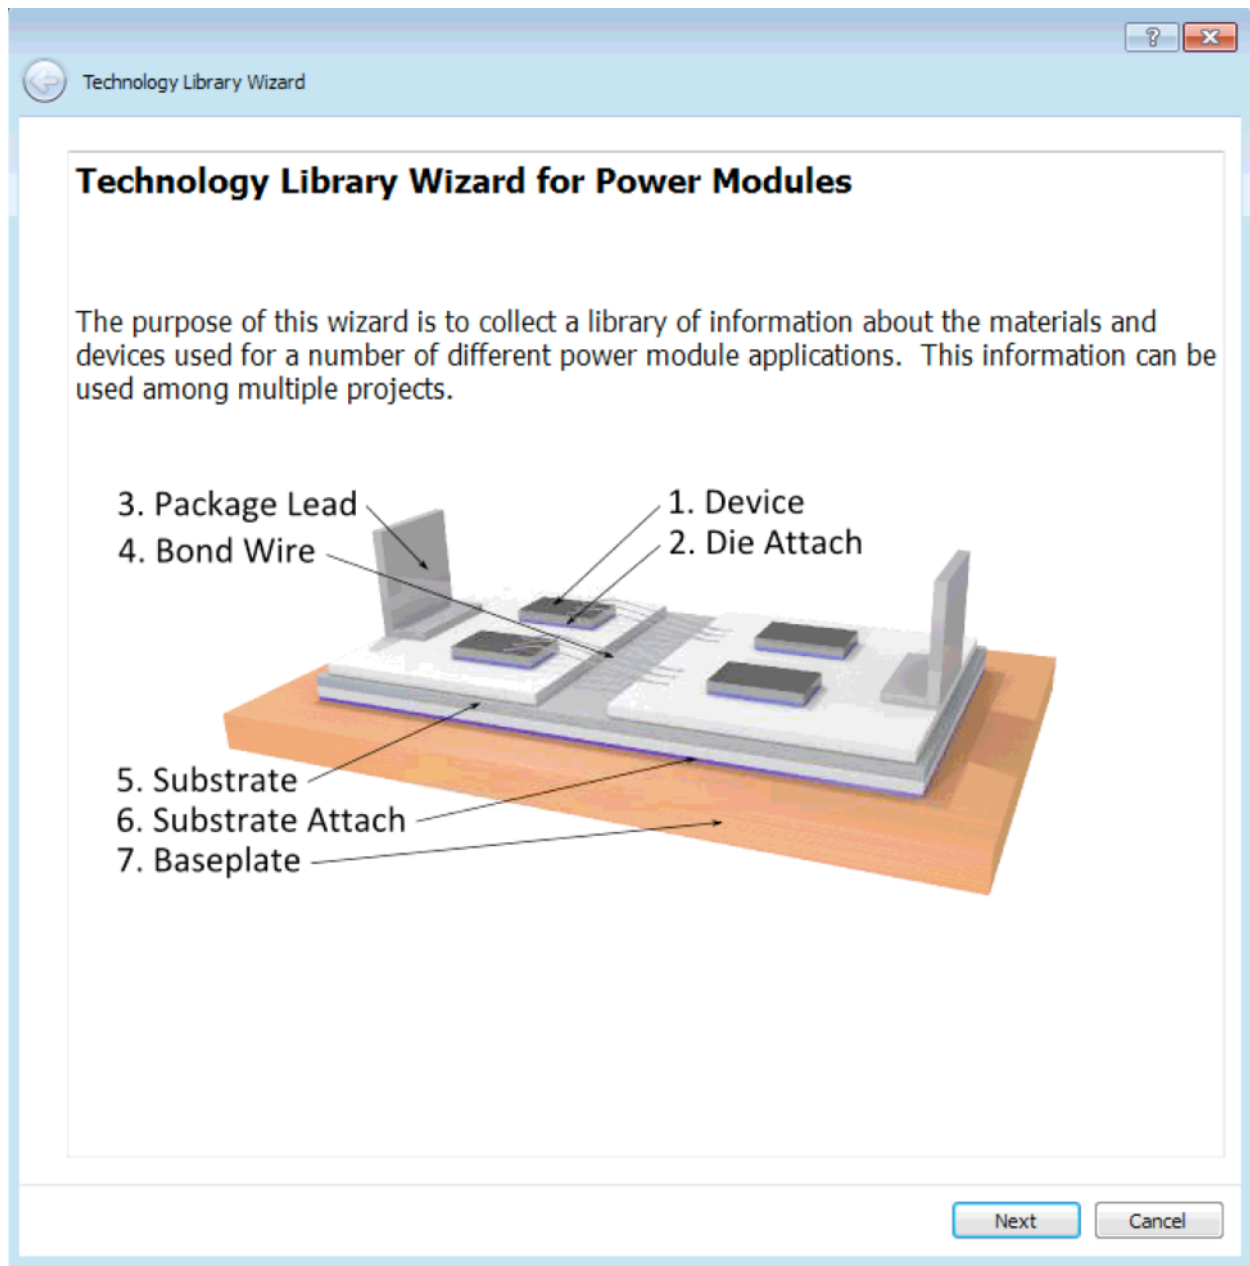 Technology Library Wizard
Technology Library Wizard for Power Modules
The purpose of this wizard is to collect a library of information about the materials and
devices used for a number of different power module applications.  This information can be
used among multiple projects.
3. Package Lead
4. Bond Wire
1. Device
2. Die Attach
5. Substrate
6. Substrate Attach
7. Baseplate
Next
Cancel